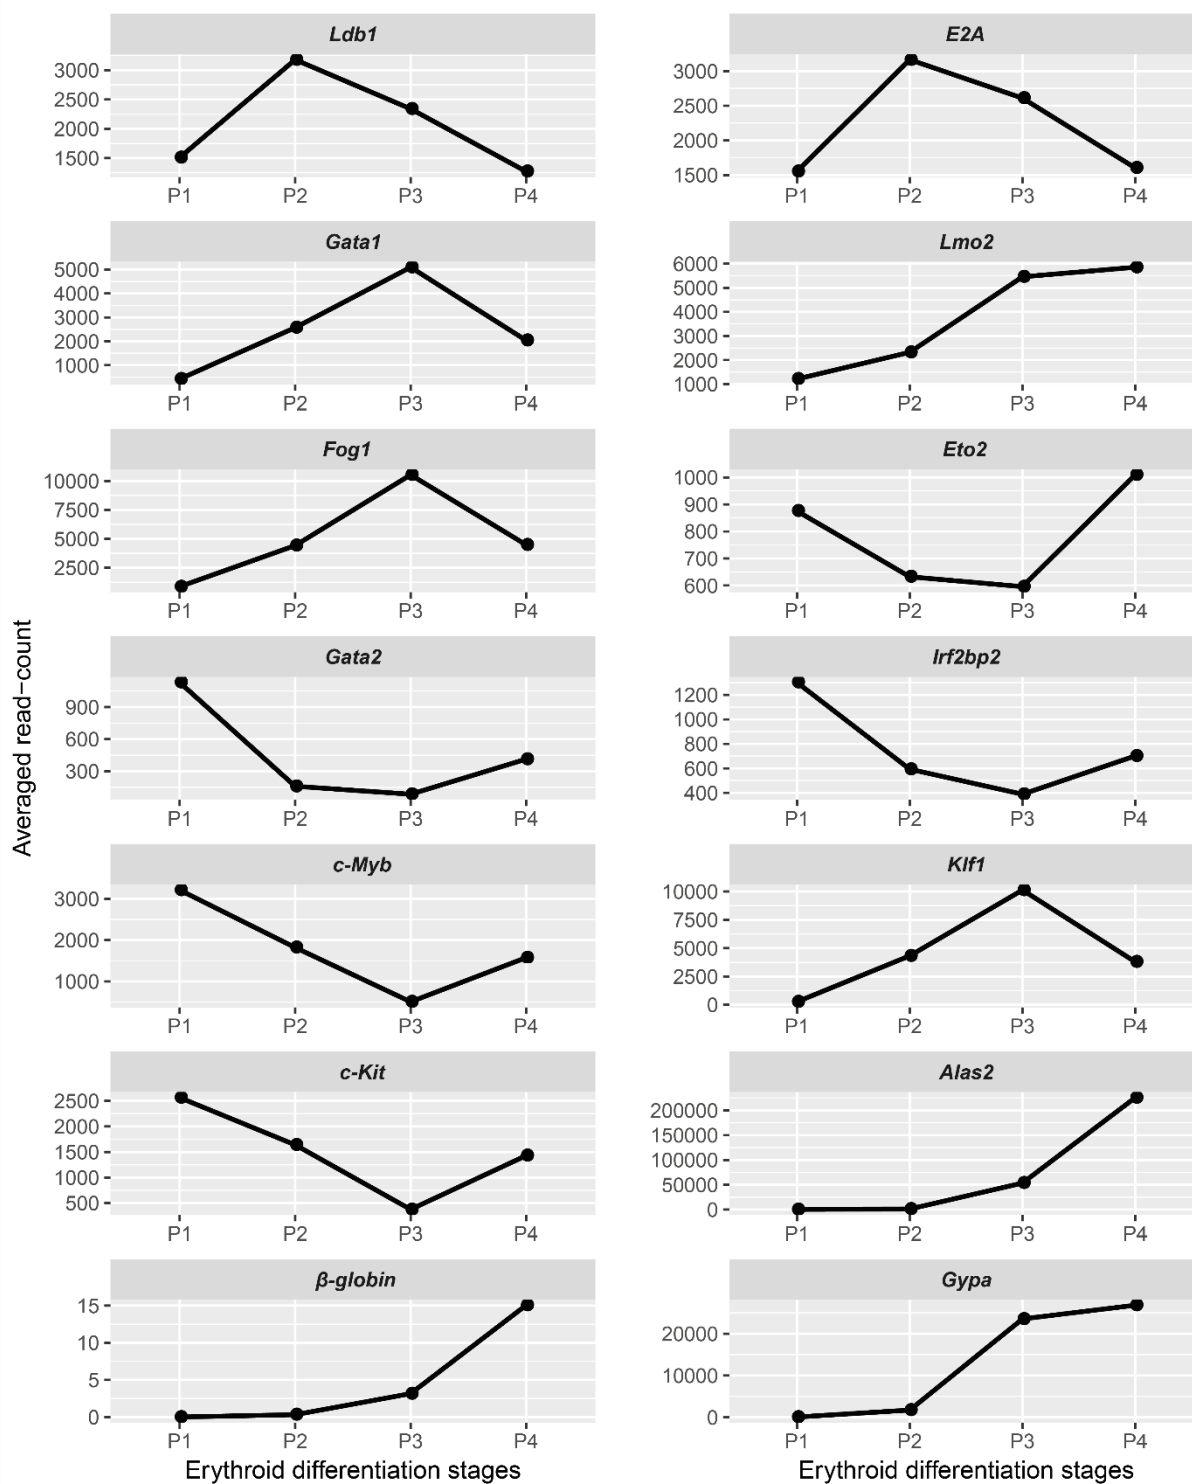 Averaged read−count
Ldb1
3000
2500
2000
1500
P1 P2 P3 P4
E2A
3000
2500
2000
1500
P1 P2 P3 P4
Gata1
5000
4000
3000
2000
1000
P1 P2 P3 P4
Lmo2
6000
5000
4000
3000
2000
1000
P1 P2 P3 P4
Fog1
10000
7500
5000
2500
P1 P2 P3 P4
Eto2
1000
900
800
700
600
P1 P2 P3 P4
Gata2
900
600
300
P1 P2 P3 P4
Irf2bp2
1200
1000
800
600
400
P1 P2 P3 P4
c-Myb
3000
2000
1000
P1 P2 P3 P4
Klf1
10000
7500
5000
2500
0
P1 P2 P3 P4
c-Kit
2500
2000
1500
1000
500
P1 P2 P3 P4
Alas2
200000
150000
100000
50000
0
P1 P2 P3 P4
β-globin
15
10
5
0
P1 P2 P3 P4
Erythroid differentiation stages
Gypa
20000
10000
0
P1 P2 P3 P4
Erythroid differentiation stages